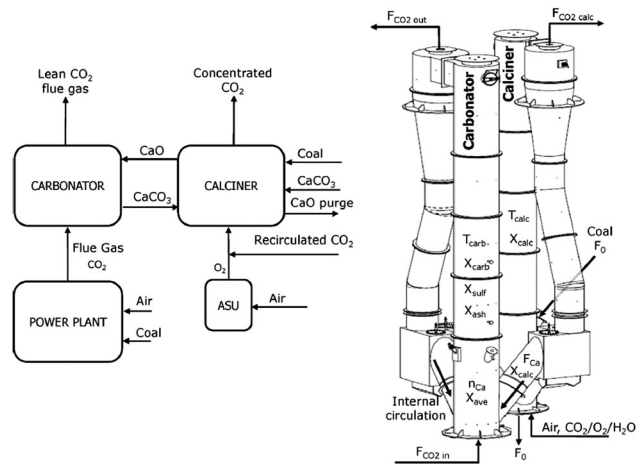 Lean CO2
flue gas
Concentrated
CO2
CARBONATOR
CaO
CaCO3
CALCINER
Coal
CaCO3
CaO purge
Flue Gas
CO2
Recirculated CO2
O2
POWER PLANT
Air
Coal
ASU
Air
FCO2 out
FCO2 calc
Carbonator
Calciner
Tcarb
Xcarb
Xsulf
Xash
Tcalc
Xcalc
Coal
F0
FCa
Xcalc
nCa
Xave
Internal
circulation
FCO2 in
F0
Air, CO2/O2/H2O